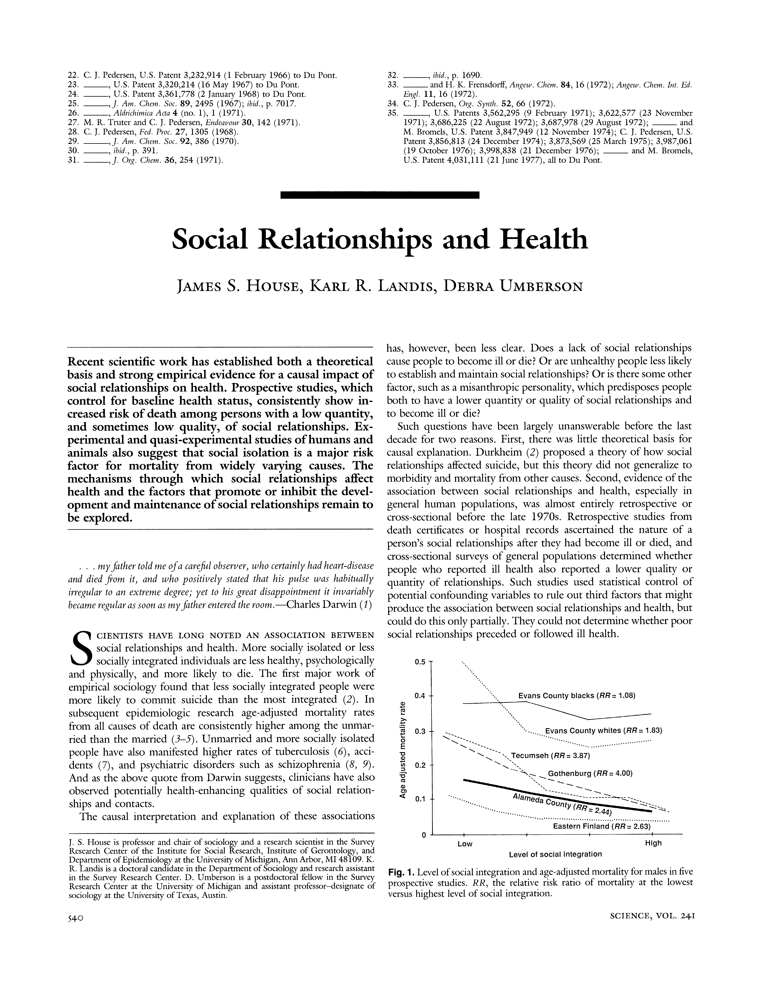 22. C. J. Pedersen, U.S. Patent 3,232,914 (1 February 1966) to Du Pont.
23. ———, U.S. Patent 3,320,214 (16 May 1967) to Du Pont.
24. ———, U.S. Patent 3,361,778 (2 January 1968) to Du Pont.
25. ———, J. Am. Chem. Soc. 89, 2495 (1967); ibid., p. 7017.
26. ———, Aldrichimica Acta 4 (no. 1), 1 (1971).
27. M. R. Truter and C. J. Pedersen, Endeavour 30, 142 (1971).
28. C. J. Pedersen, Fed. Proc. 27, 1305 (1968).
29. ———, J. Am. Chem. Soc. 92, 386 (1970).
30. ———, ibid., p. 391.
31. ———, J. Org. Chem. 36, 254 (1971).
32. ———, ibid., p. 1690.
33. ——— and H. K. Frensdorff, Angew. Chem. 84, 16 (1972); Angew. Chem. Int. Ed.
Engl. 11, 16 (1972).
34. C. J. Pedersen, Org. Synth. 52, 66 (1972).
35. ———, U.S. Patents 3,562,295 (9 February 1971); 3,622,577 (23 November
1971); 3,686,225 (22 August 1972); 3,687,978 (29 August 1972); ——— and
M. Bromels, U.S. Patent 3,847,949 (12 November 1974); C. J. Pedersen, U.S.
Patent 3,856,813 (24 December 1974); 3,873,569 (25 March 1975); 3,987,061
(19 October 1976); 3,998,838 (21 December 1976); ——— and M. Bromels,
U.S. Patent 4,031,111 (21 June 1977), all to Du Pont.
Social Relationships and Health
JAMES S. HOUSE, KARL R. LANDIS, DEBRA UMBERSON
Recent scientific work has established both a theoretical
basis and strong empirical evidence for a causal impact of
social relationships on health. Prospective studies, which
control for baseline health status, consistently show in-
creased risk of death among persons with a low quantity,
and sometimes low quality, of social relationships. Ex-
perimental and quasi-experimental studies of humans and
animals also suggest that social isolation is a major risk
factor for mortality from widely varying causes. The
mechanisms through which social relationships affect
health and the factors that promote or inhibit the devel-
opment and maintenance of social relationships remain to
be explored.
. . . my father told me of a careful observer, who certainly had heart-disease
and died from it, and who positively stated that his pulse was habitually
irregular to an extreme degree; yet to his great disappointment it invariably
became regular as soon as my father entered the room.—Charles Darwin (1)
SCIENTISTS HAVE LONG NOTED AN ASSOCIATION BETWEEN
social relationships and health. More socially isolated or less
socially integrated individuals are less healthy, psychologically
and physically, and more likely to die. The first major work of
empirical sociology found that less socially integrated people were
more likely to commit suicide than the most integrated (2). In
subsequent epidemiologic research age-adjusted mortality rates
from all causes of death are consistently higher among the unmar-
ried than the married (3–5). Unmarried and more socially isolated
people have also manifested higher rates of tuberculosis (6), acci-
dents (7), and psychiatric disorders such as schizophrenia (8, 9).
And as the above quote from Darwin suggests, clinicians have also
observed potentially health-enhancing qualities of social relation-
ships and contacts.
The causal interpretation and explanation of these associations
J. S. House is professor and chair of sociology and a research scientist in the Survey
Research Center of the Institute for Social Research, Institute of Gerontology, and
Department of Epidemiology at the University of Michigan, Ann Arbor, MI 48109. K.
R. Landis is a doctoral candidate in the Department of Sociology and research assistant
in the Survey Research Center. D. Umberson is a postdoctoral fellow in the Survey
Research Center at the University of Michigan and assistant professor–designate of
sociology at the University of Texas, Austin.
has, however, been less clear. Does a lack of social relationships
cause people to become ill or die? Or are unhealthy people less likely
to establish and maintain social relationships? Or is there some other
factor, such as a misanthropic personality, which predisposes people
both to have a lower quantity or quality of social relationships and
to become ill or die?
Such questions have been largely unanswerable before the last
decade for two reasons. First, there was little theoretical basis for
causal explanation. Durkheim (2) proposed a theory of how social
relationships affected suicide, but this theory did not generalize to
morbidity and mortality from other causes. Second, evidence of the
association between social relationships and health, especially in
general human populations, was almost entirely retrospective or
cross-sectional before the late 1970s. Retrospective studies from
death certificates or hospital records ascertained the nature of a
person's social relationships after they had become ill or died, and
cross-sectional surveys of general populations determined whether
people who reported ill health also reported a lower quality or
quantity of relationships. Such studies used statistical control of
potential confounding variables to rule out third factors that might
produce the association between social relationships and health, but
could do this only partially. They could not determine whether poor
social relationships preceded or followed ill health.
Age adjusted mortality rate
0.5
0.4
0.3
0.2
0.1
0
Evans County blacks (RR = 1.08)
Evans County whites (RR = 1.83)
Tecumseh (RR = 3.87)
Gothenburg (RR = 4.00)
Alameda County (RR = 2.44)
Eastern Finland (RR = 2.63)
Low
High
Level of social integration
Fig. 1. Level of social integration and age-adjusted mortality for males in five
prospective studies. RR, the relative risk ratio of mortality at the lowest
versus highest level of social integration.
540
SCIENCE, VOL. 241